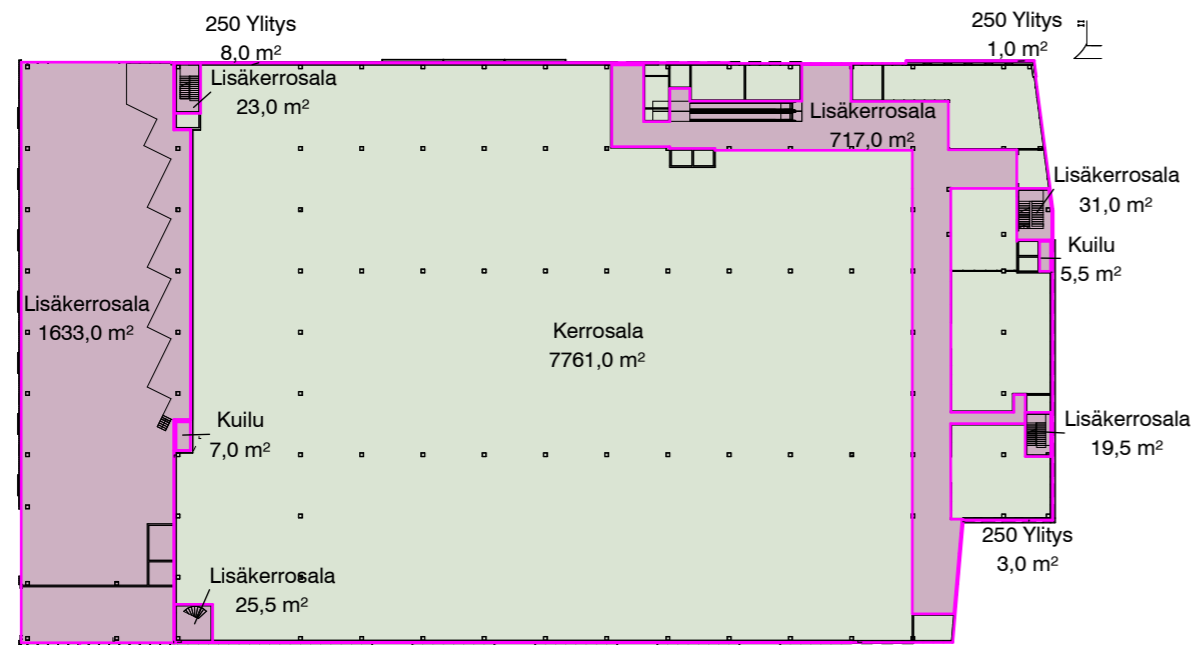 250 Ylitys
8,0 m²
250 Ylitys
1,0 m²
Lisäkerrosala
23,0 m²
Lisäkerrosala
717,0 m²
Lisäkerrosala
31,0 m²
Kuilu
5,5 m²
Lisäkerrosala
1633,0 m²
Kerrosala
7761,0 m²
Kuilu
7,0 m²
Lisäkerrosala
19,5 m²
250 Ylitys
3,0 m²
Lisäkerrosala
25,5 m²